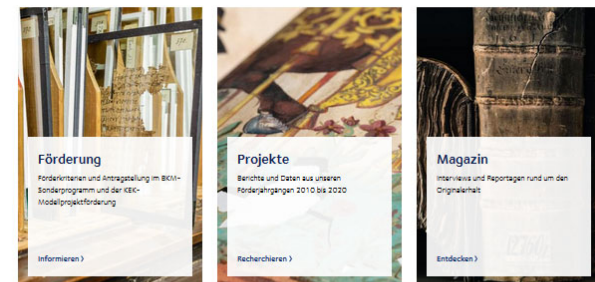 Förderung
Förderkriterien und Antragstellung im BKM-
Sonderprogramm und der KEK-
Modellprojektförderung
Informieren >
Projekte
Berichte und Daten aus unseren
Förderjahrgängen 2010 bis 2020
Recherchieren >
Magazin
Interviews und Reportagen rund um den
Originalerhalt
Entdecken >